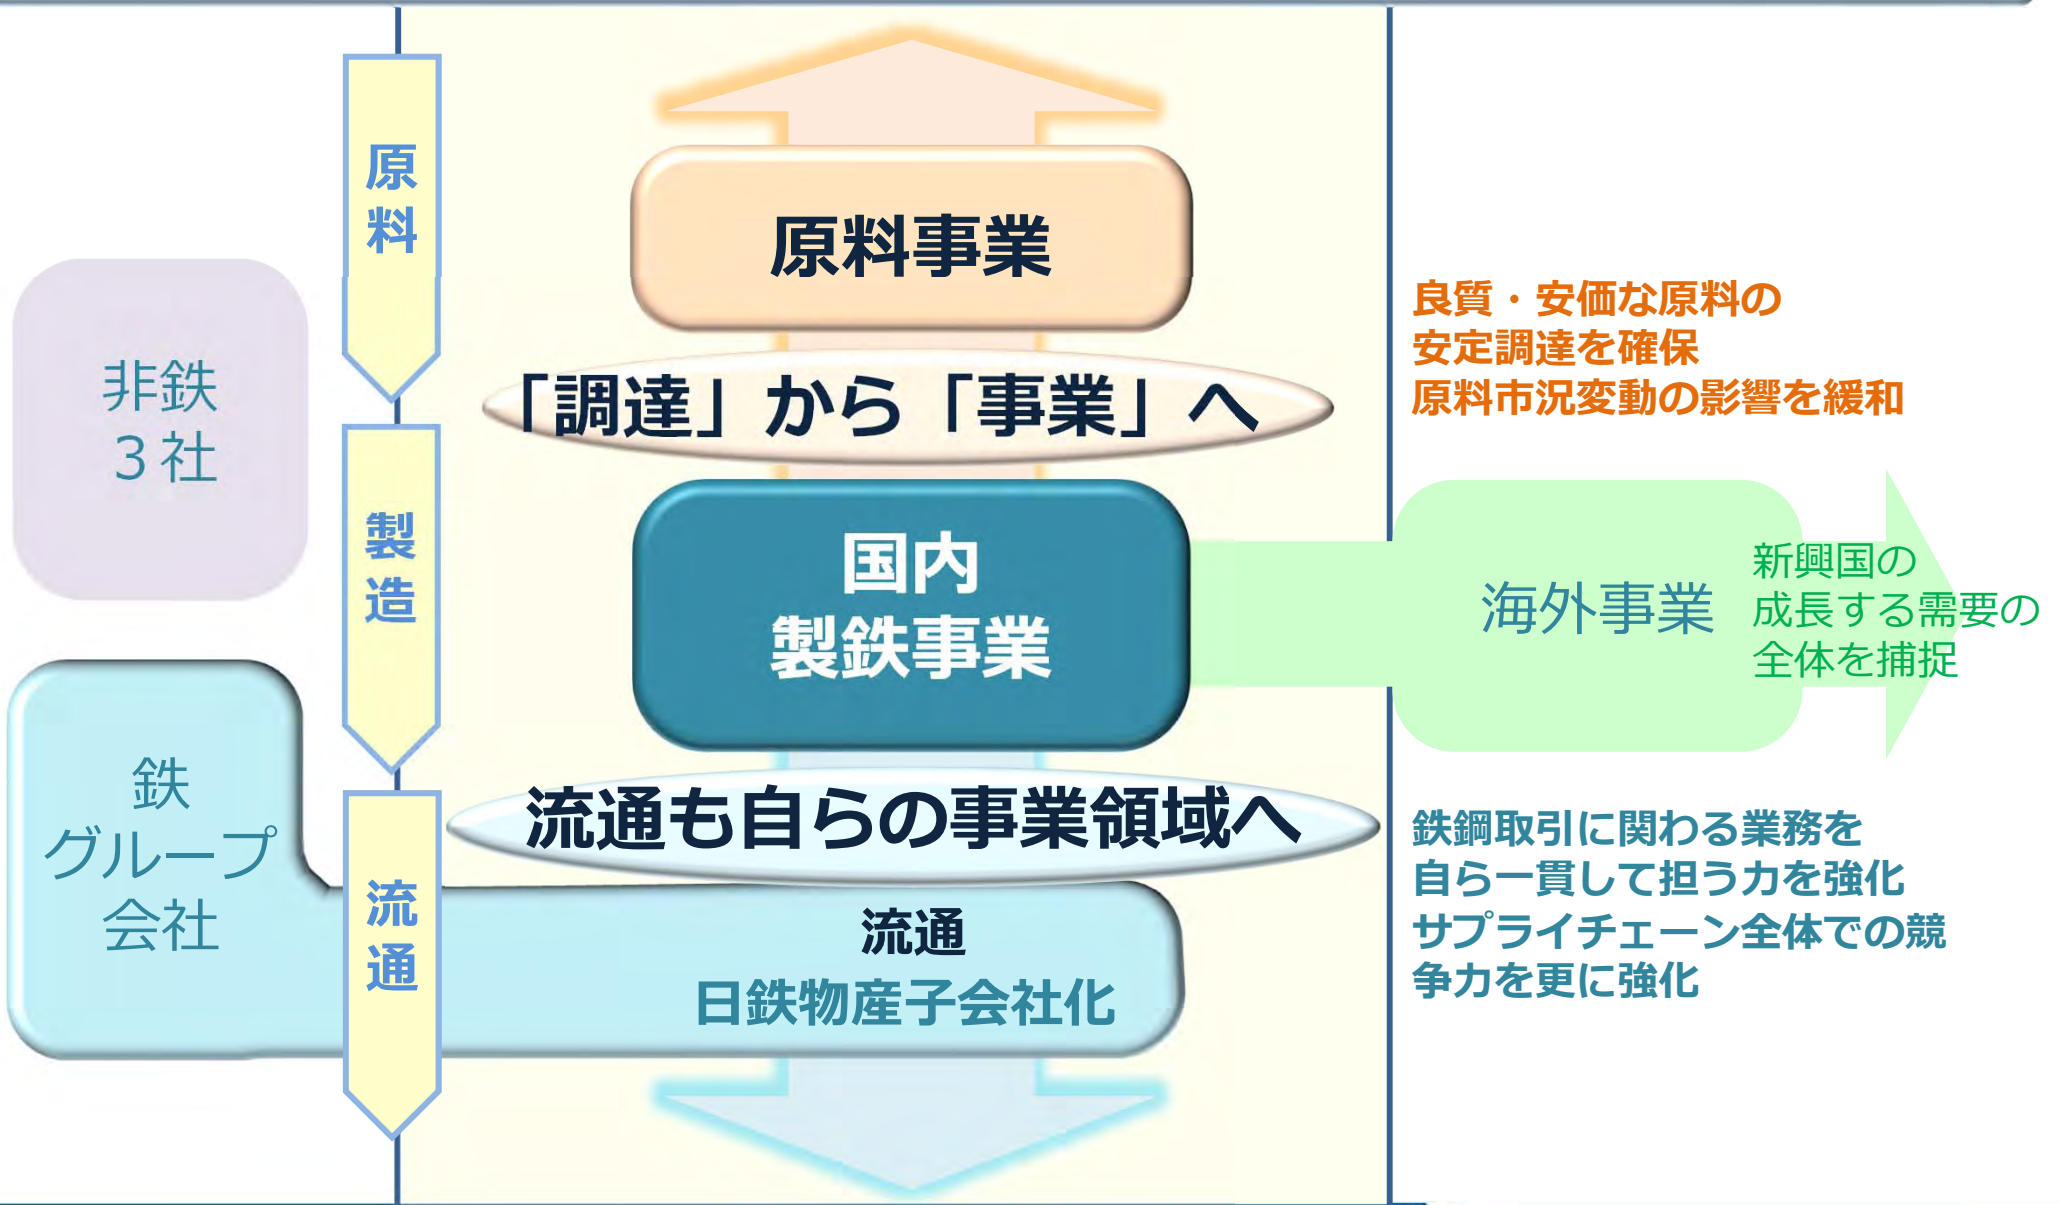 原料
原料事業
良質・安価な原料の
安定調達を確保
原料市況変動の影響を緩和
「調達」から「事業」へ
非鉄
３社
製造
国内
製鉄事業
海外事業
新興国の
成長する需要の
全体を捕捉
流通も自らの事業領域へ
鉄鋼取引に関わる業務を
自ら一貫して担う力を強化
サプライチェーン全体での競
争力を更に強化
鉄
グループ
会社
流通
流通
日鉄物産子会社化